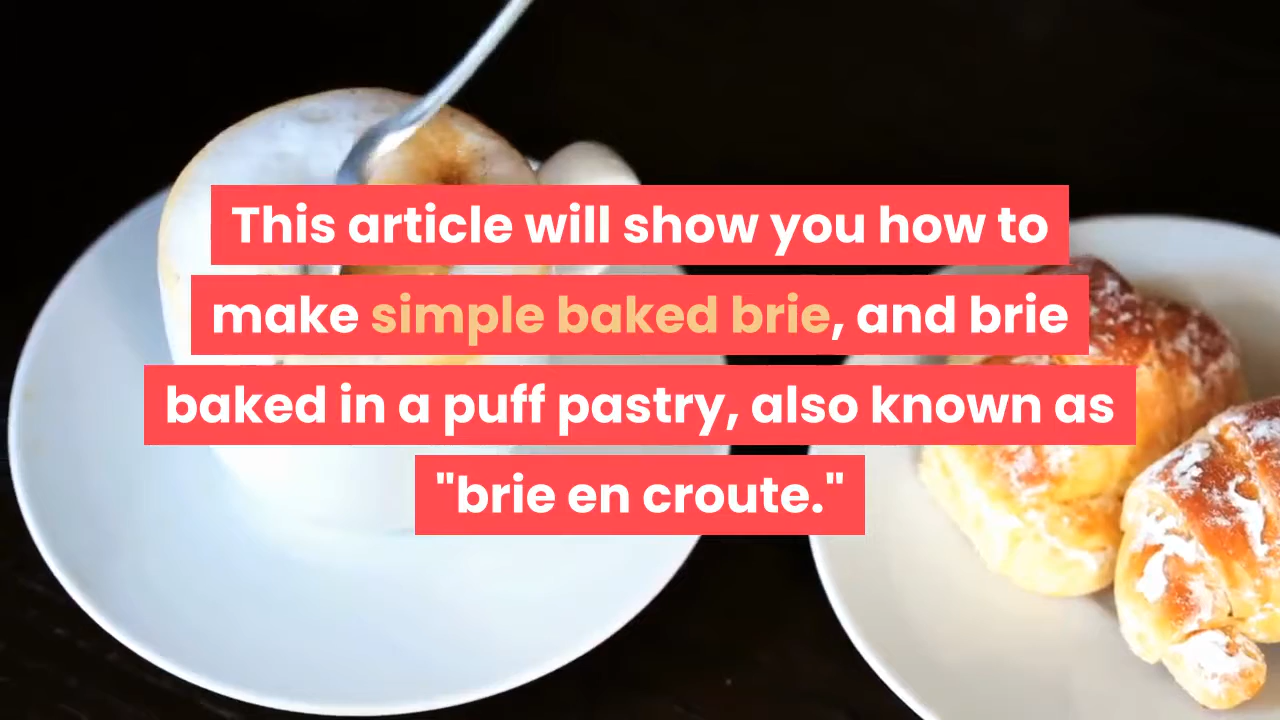 This article will show you how to
make simple baked brie, and brie
baked in a puff pastry, also known as
"brie en croute."